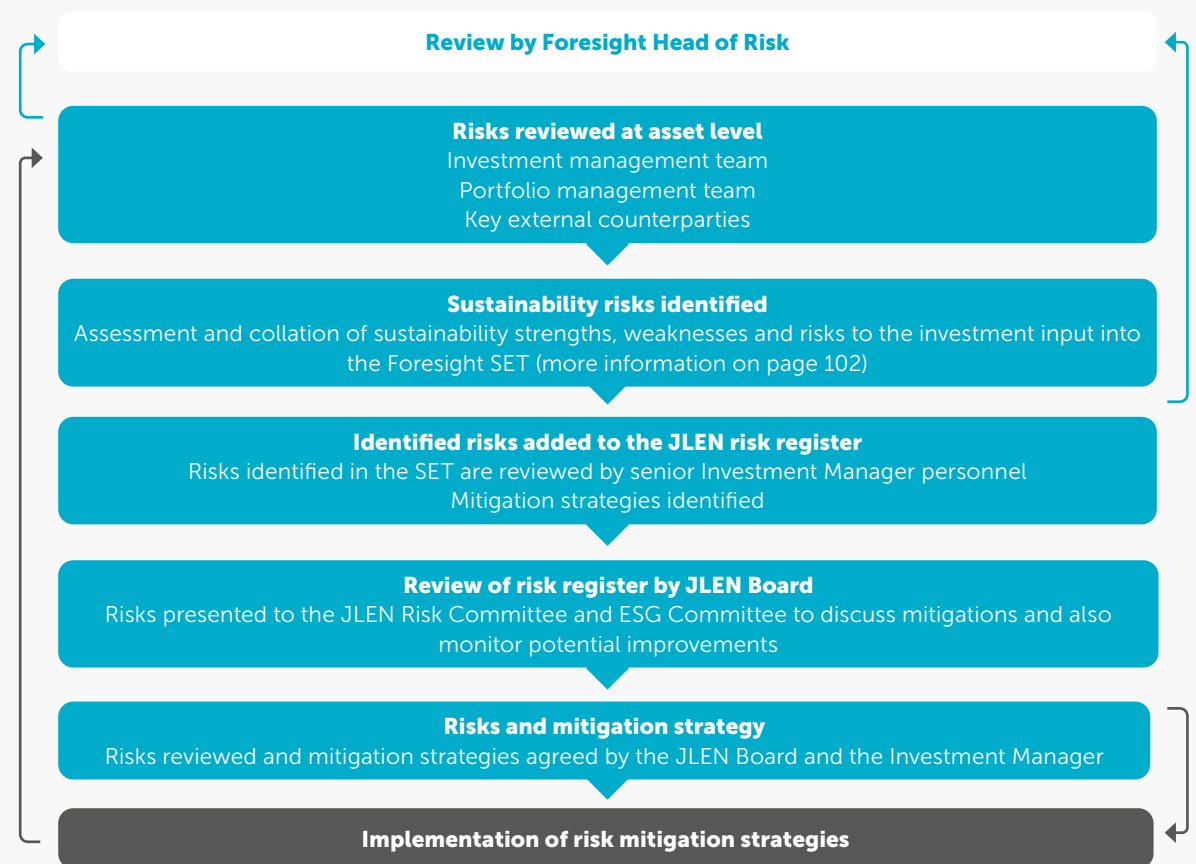 Review by Foresight Head of Risk
Risks reviewed at asset level
Investment management team
Portfolio management team
Key external counterparties
Sustainability risks identified
Assessment and collation of sustainability strengths, weaknesses and risks to the investment input into
the Foresight SET (more information on page 102)
Identified risks added to the JLEN risk register
Risks identified in the SET are reviewed by senior Investment Manager personnel
Mitigation strategies identified
Review of risk register by JLEN Board
Risks presented to the JLEN Risk Committee and ESG Committee to discuss mitigations and also
monitor potential improvements
Risks and mitigation strategy
Risks reviewed and mitigation strategies agreed by the JLEN Board and the Investment Manager
Implementation of risk mitigation strategies